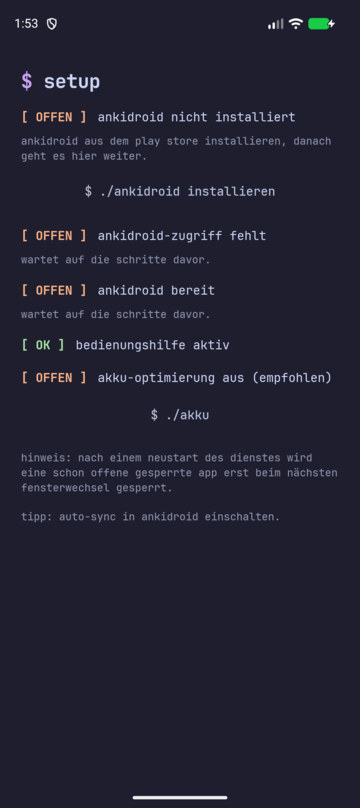 1:53
$ setup
[ OFFEN ] ankidroid nicht installiert
ankidroid aus dem play store installieren, danach
geht es hier weiter.
$ ./ankidroid installieren
[ OFFEN ] ankidroid-zugriff fehlt
wartet auf die schritte davor.
[ OFFEN ] ankidroid bereit
wartet auf die schritte davor.
[ OK ] bedienungshilfe aktiv
[ OFFEN ] akku-optimierung aus (empfohlen)
$ ./akku
hinweis: nach einem neustart des dienstes wird
eine schon offene gesperrte app erst beim nächsten
fensterwechsel gesperrt.
tipp: auto-sync in ankidroid einschalten.